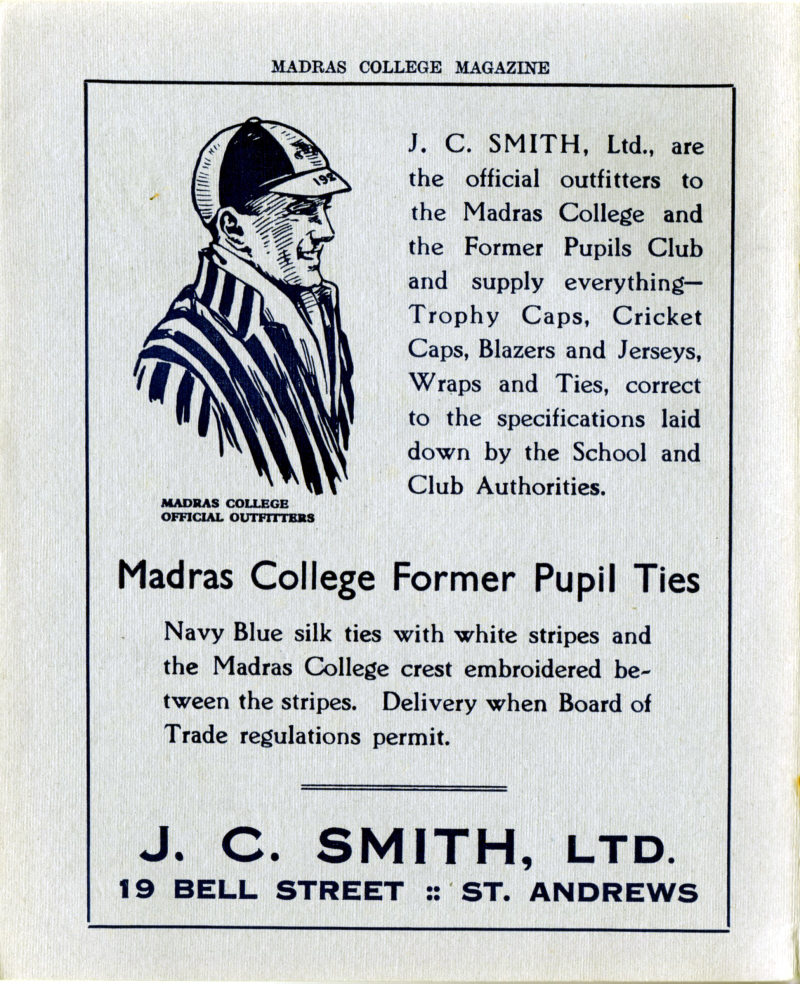 MADRAS COLLEGE MAGAZINE
192
J. C. SMITH, Ltd., are
the official outfitters to
the Madras College and
the Former Pupils Club
and supply everything—
Trophy Caps, Cricket
Caps, Blazers and Jerseys,
Wraps and Ties, correct
to the specifications laid
down by the School and
Club Authorities.
MADRAS COLLEGE
OFFICIAL OUTFITTERS
Madras College Former Pupil Ties
Navy Blue silk ties with white stripes and
the Madras College crest embroidered be-
tween the stripes. Delivery when Board of
Trade regulations permit.
J. C. SMITH, LTD.
19 BELL STREET :: ST. ANDREWS